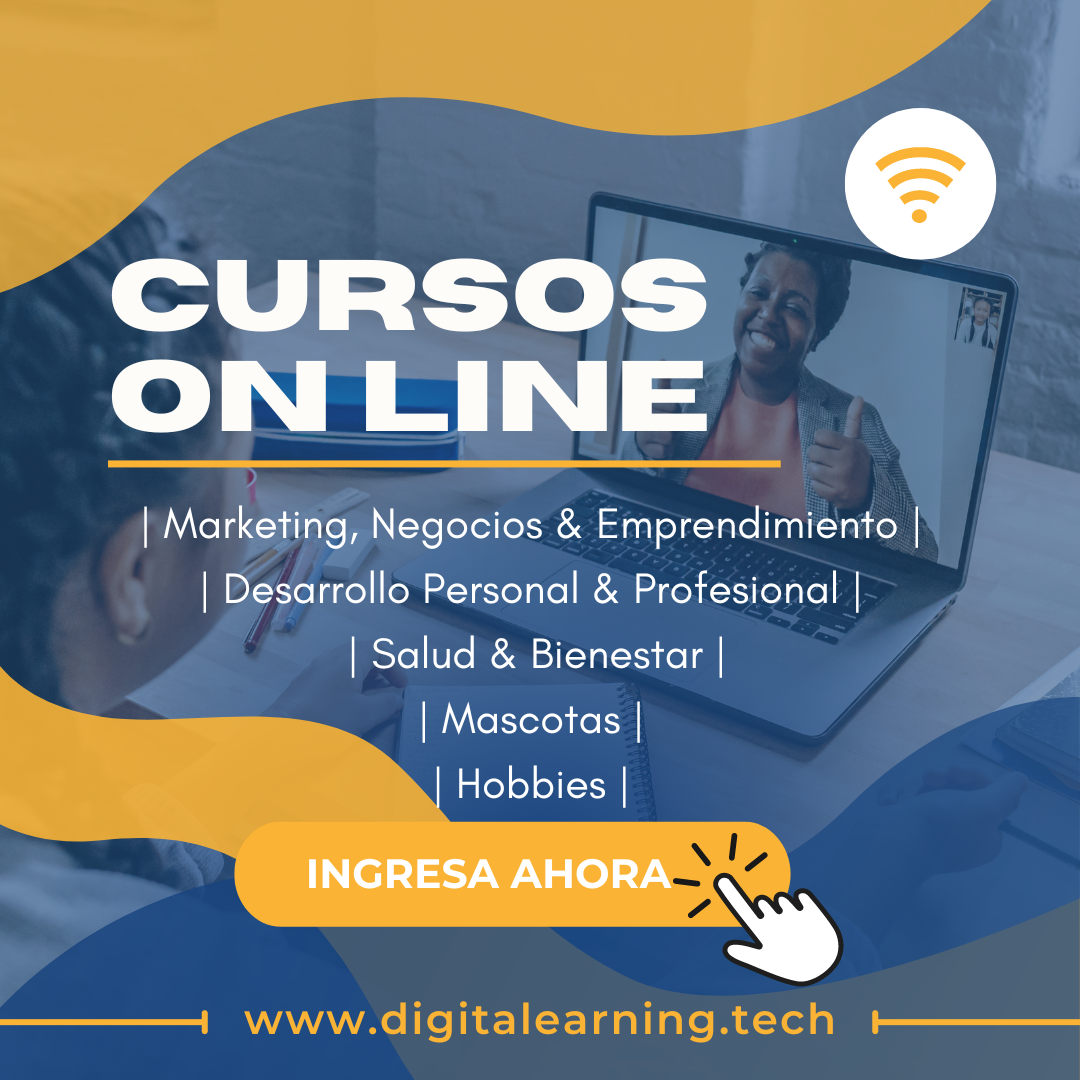 CURSOS
ON LINE
| Marketing, Negocios & Emprendimiento |
| Desarrollo Personal & Profesional |
| Salud & Bienestar |
| Mascotas |
| Hobbies |
INGRESA AHORA
www.digitalearning.tech